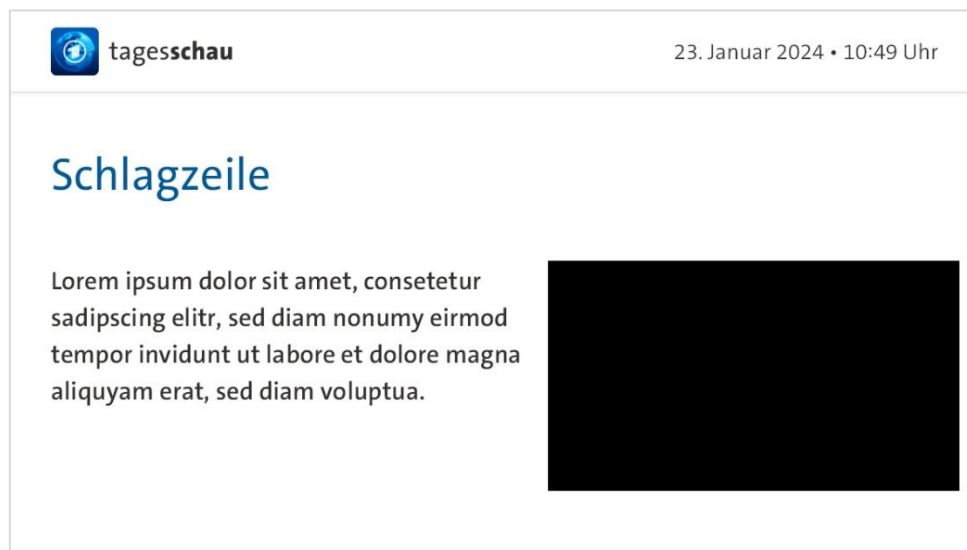 tagesschau
23. Januar 2024 • 10:49 Uhr
Schlagzeile
Lorem ipsum dolor sit amet, consetetur
sadipscing elitr, sed diam nonumy eirmod
tempor invidunt ut labore et dolore magna
aliquyam erat, sed diam voluptua.